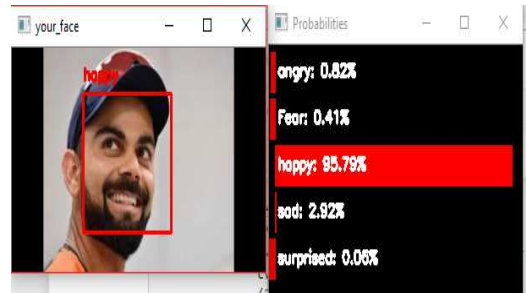 your_face
Probabilities
happy
angry: 0.82%
Fear: 0.41%
happy: 95.79%
sad: 2.92%
surprised: 0.06%